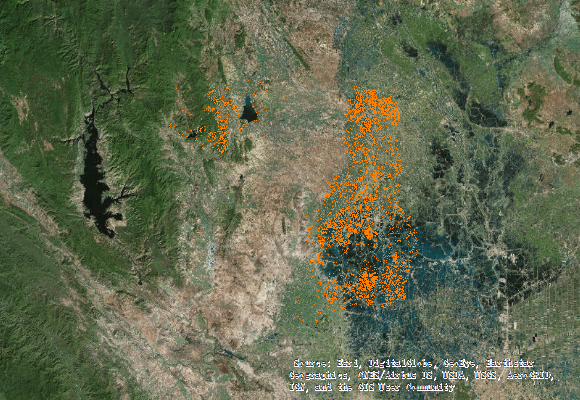 Source: Esri, DigitalGlobe, GeoEye, Earthstar
Geographics, CNES/Airbus DS, USDA, USGS, AeroGRID,
IGN, and the GIS User Community